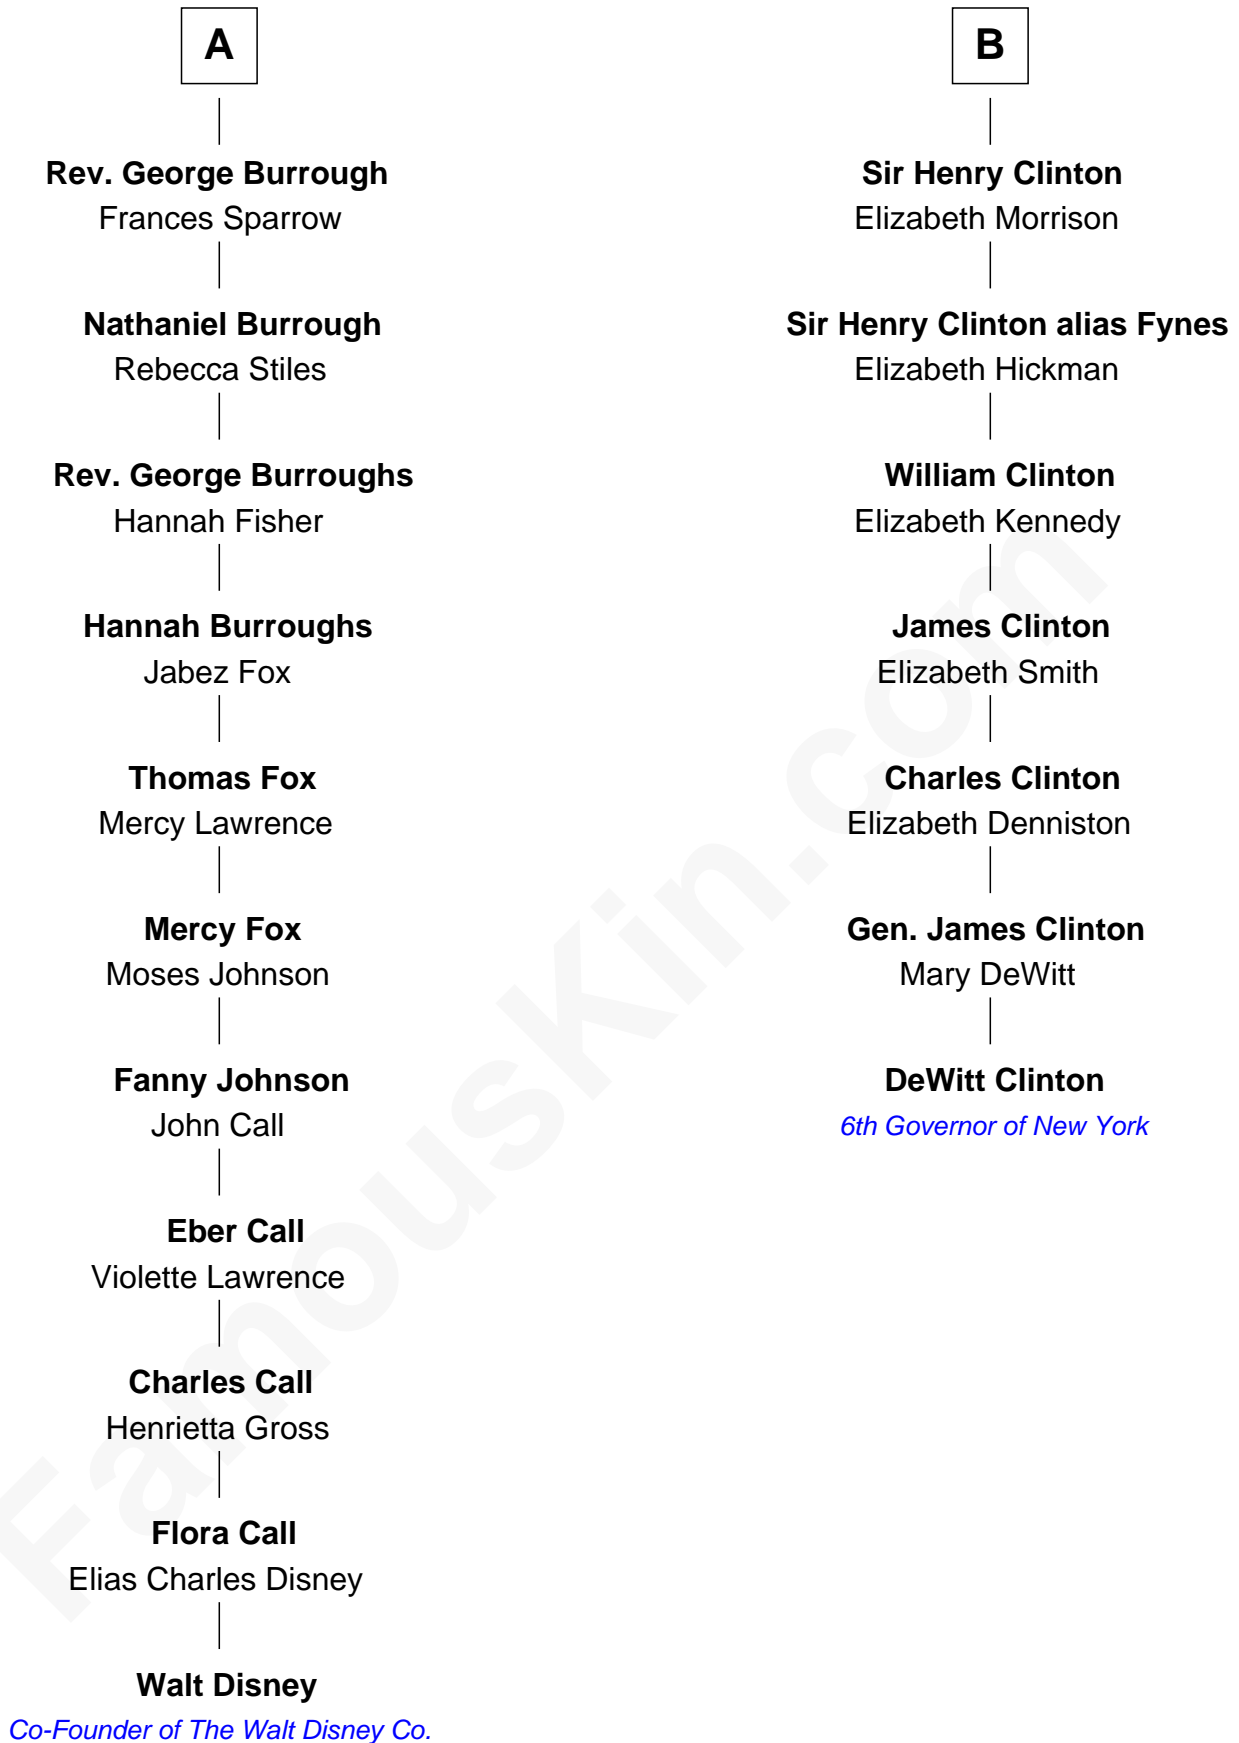 A
Rev. George Burrough
Frances Sparrow
Nathaniel Burrough
Rebecca Stiles
Rev. George Burroughs
Hannah Fisher
Hannah Burroughs
Jabez Fox
Thomas Fox
Mercy Lawrence
Mercy Fox
Moses Johnson
Fanny Johnson
John Call
Eber Call
Violette Lawrence
Charles Call
Henrietta Gross
Flora Call
Elias Charles Disney
Walt Disney
Co-Founder of The Walt Disney Co.
B
Sir Henry Clinton
Elizabeth Morrison
Sir Henry Clinton alias Fynes
Elizabeth Hickman
William Clinton
Elizabeth Kennedy
James Clinton
Elizabeth Smith
Charles Clinton
Elizabeth Denniston
Gen. James Clinton
Mary DeWitt
DeWitt Clinton
6th Governor of New York
FamousKin.com